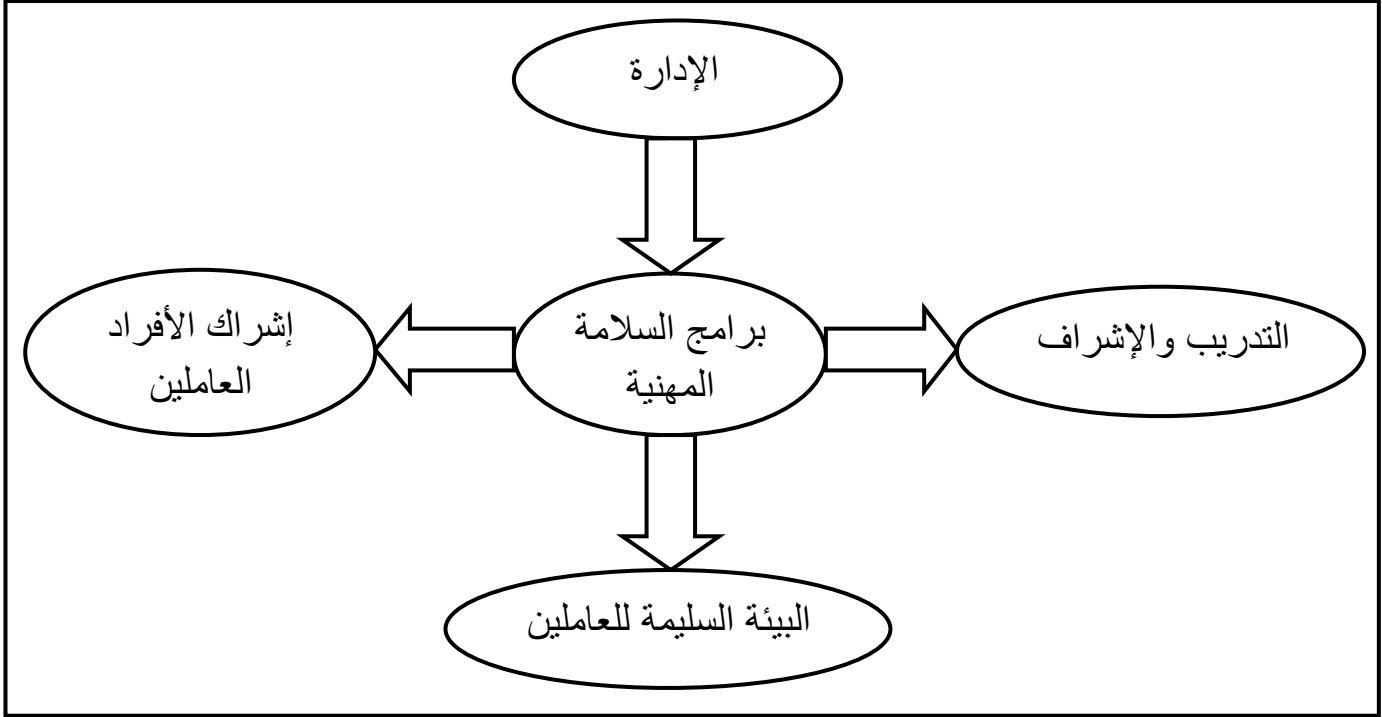 الإدارة
التدريب والإشراف
برامج السلامة
المهنية
إشراك الأفراد
العاملين
البيئة السليمة للعاملين